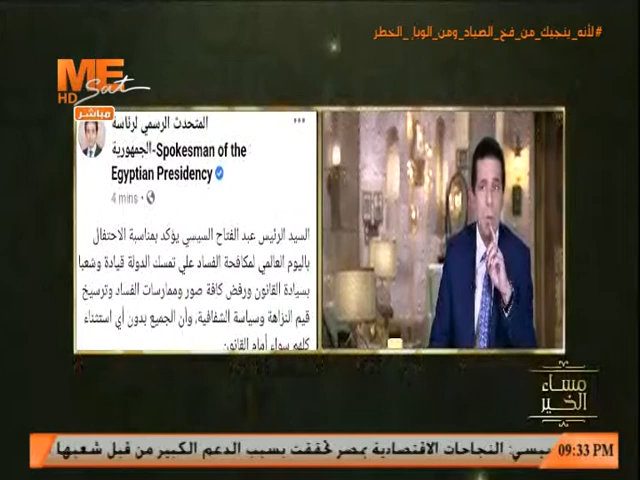 #لأنه_ينجيك_من_فخ_الصياد_ومن_الوبا_الخطر
ME
Sat
HD
مباشر
المتحدث الرسمي لرئاسة
الجمهورية-Spokesman of the
Egyptian Presidency
4 mins
السيد الرئيس عبد الفتاح السيسي يؤكد بمناسبة الاحتفال
باليوم العالمي لمكافحة الفساد علي تمسك الدولة قيادة وشعبا
بسيادة القانون ورفض كافة صور وممارسات الفساد وترسيخ
قيم النزاهة وسياسة الشفافية، وأن الجميع بدون أي استثناء
كلهم سواء أمام القانون
مساء
الخير
يسي: النجاحات الاقتصادية بمصر تحققت بسبب الدعم الكبير من قبل شعبها
09:33 PM